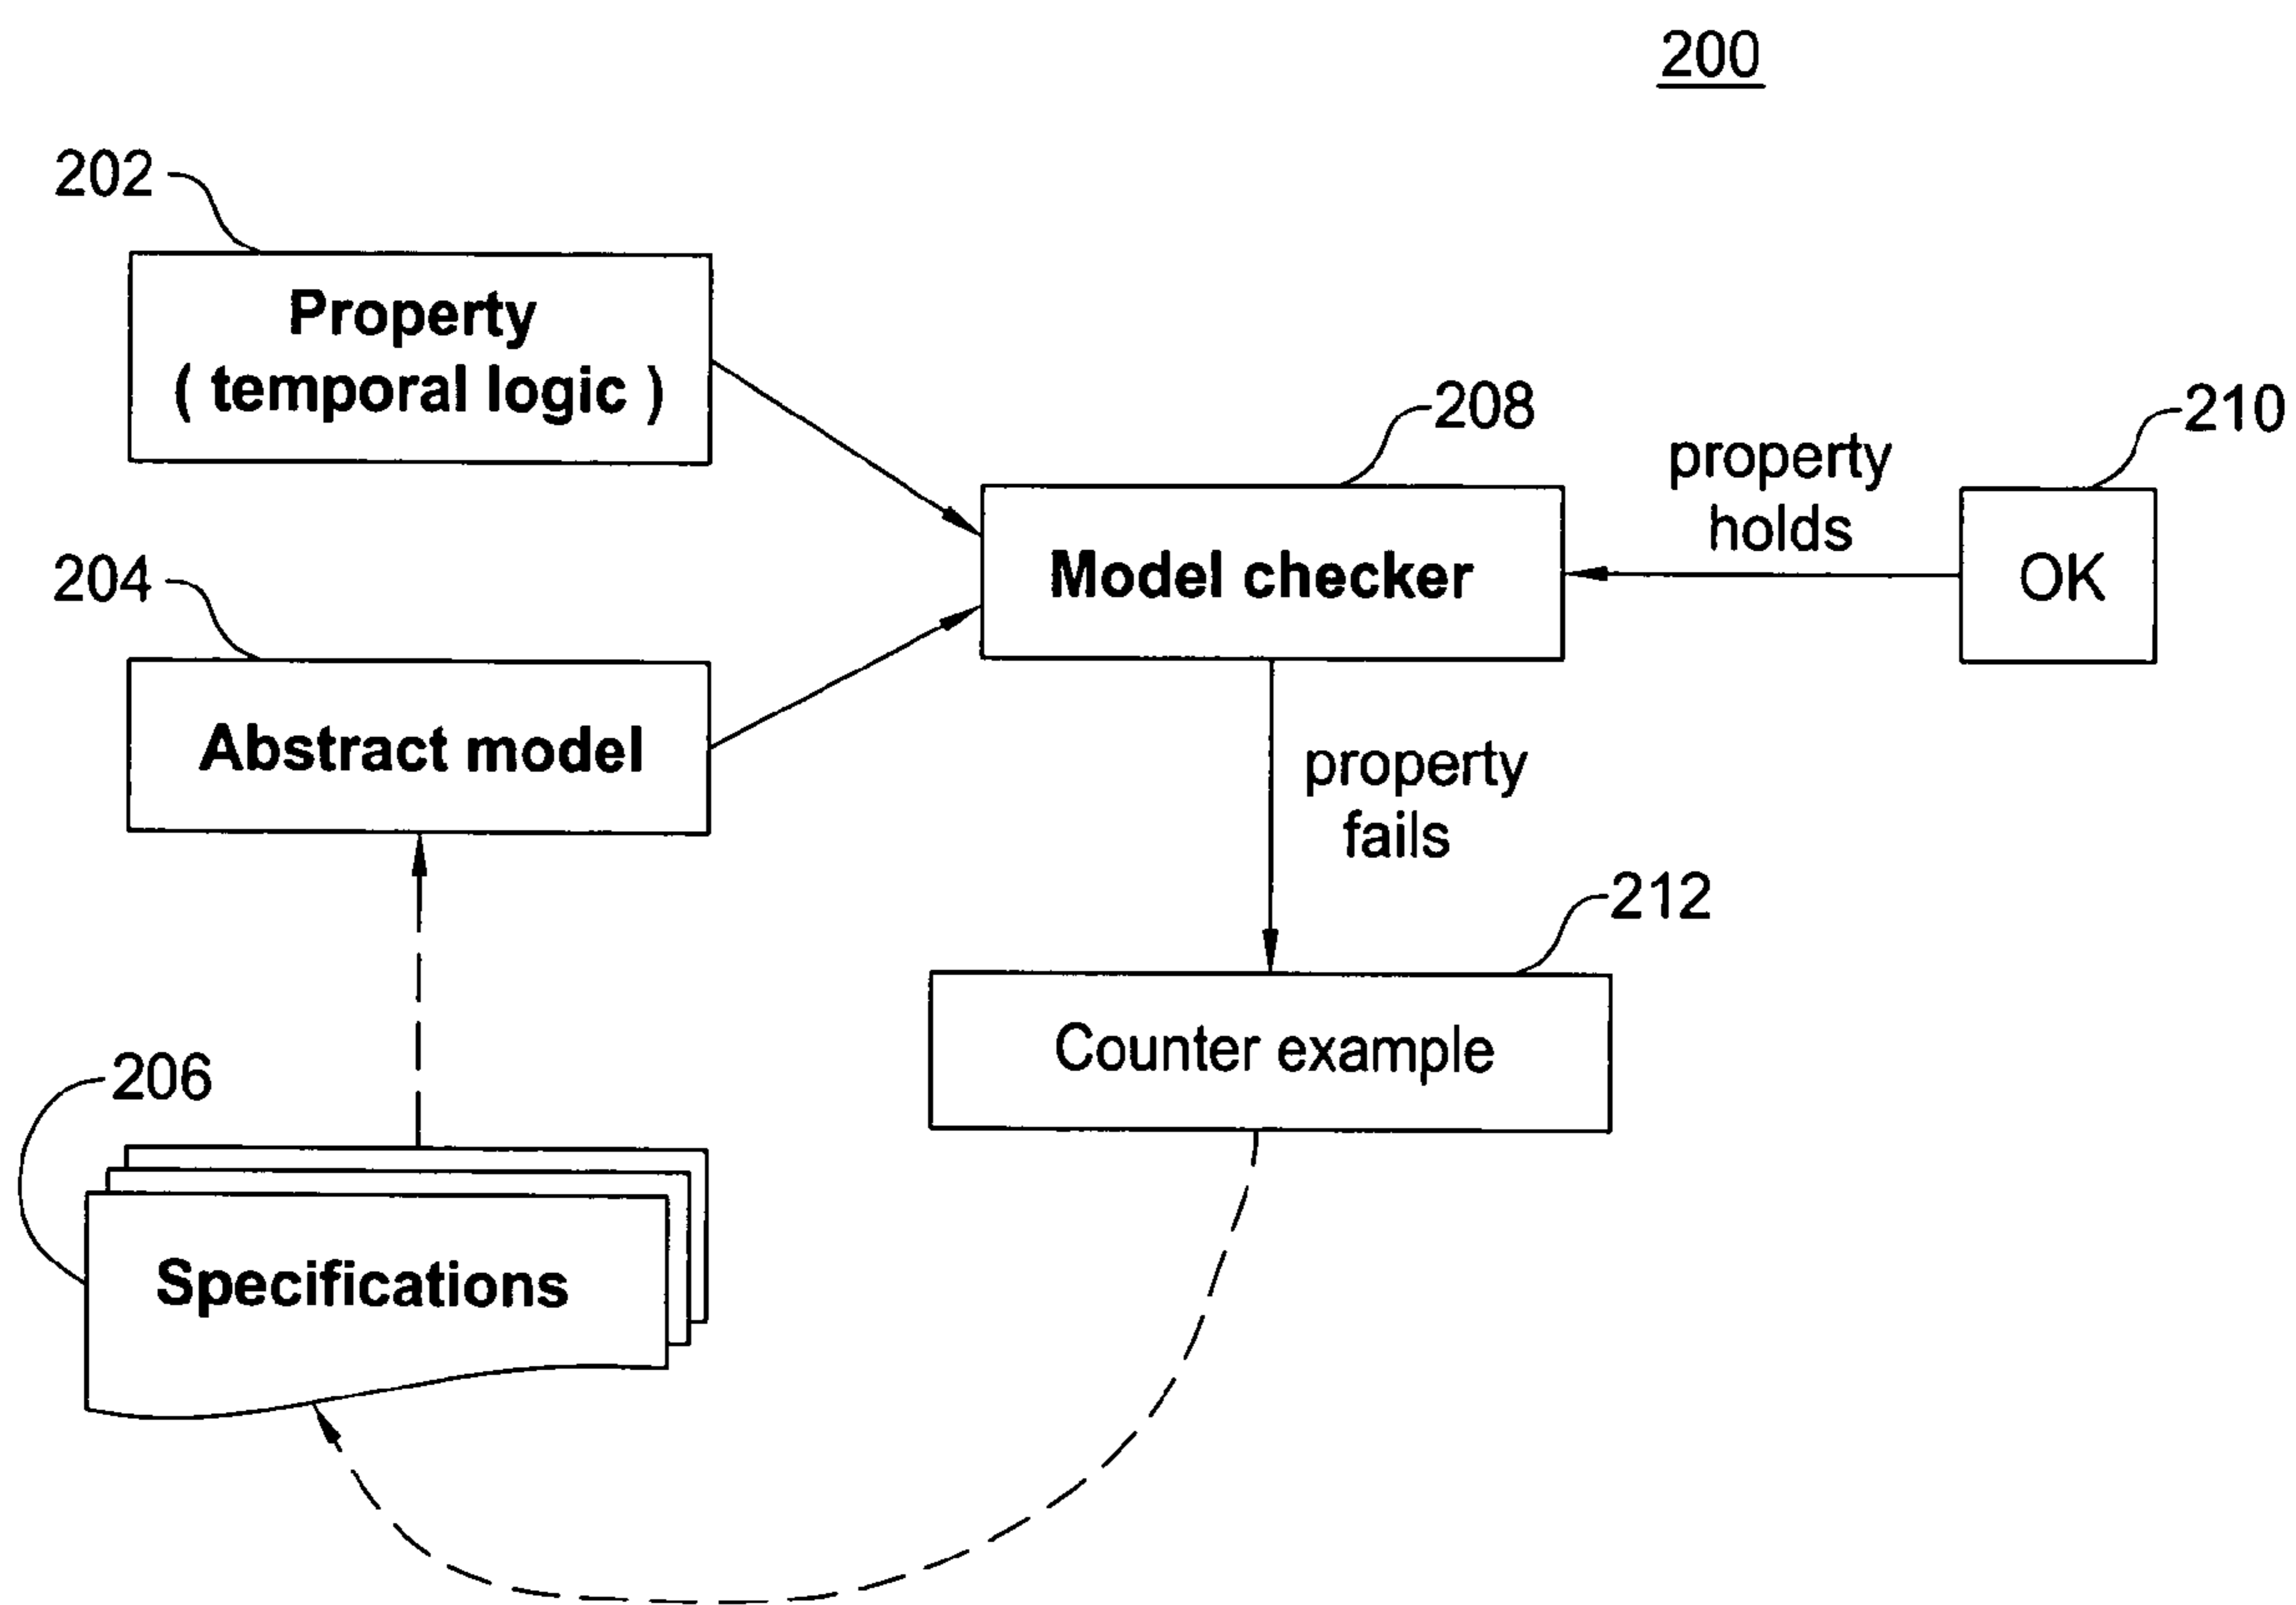 200
202
Property
( temporal logic )
208
210
property
holds
204
Model checker
OK
Abstract model
property
fails
212
206
Counter example
Specifications